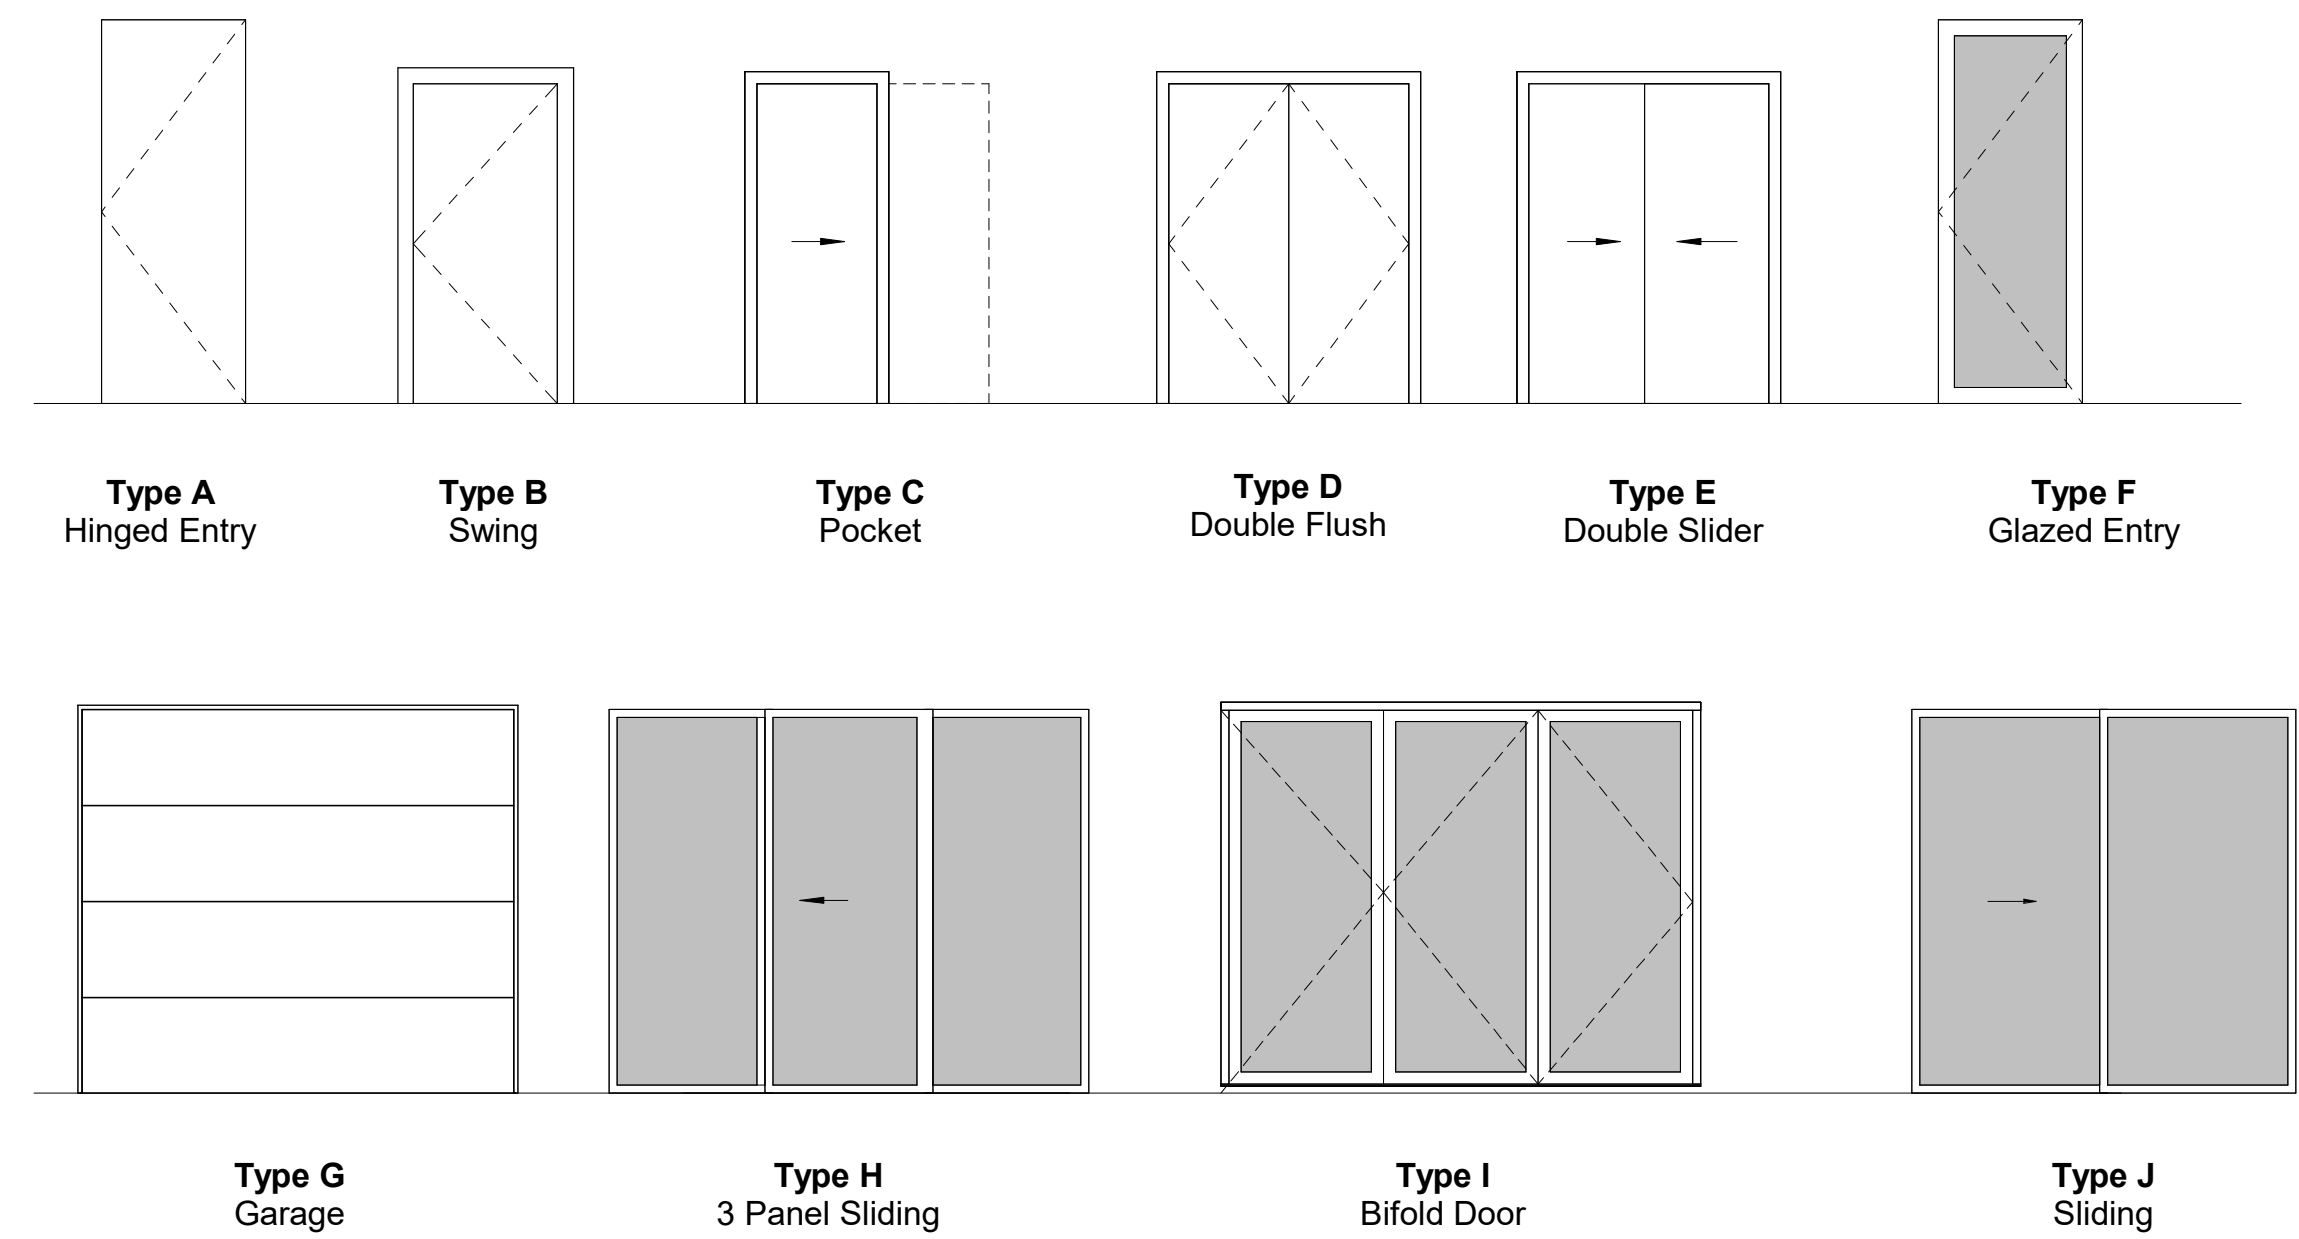 Type A
Hinged Entry
Type B
Swing
Type C
Pocket
Type D
Double Flush
Type E
Double Slider
Type F
Glazed Entry
Type G
Garage
Type H
3 Panel Sliding
Type I
Bifold Door
Type J
Sliding